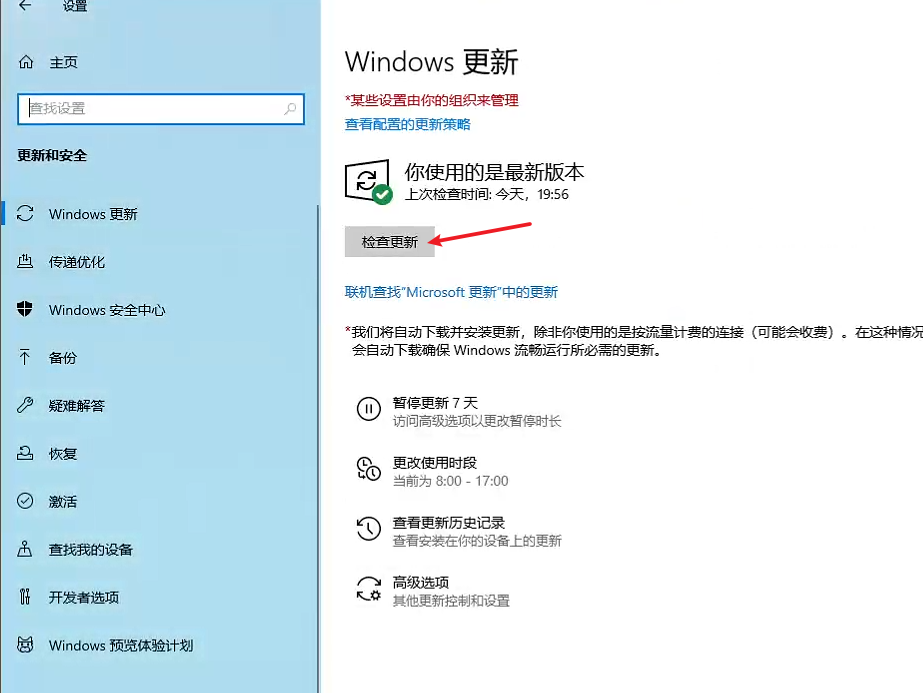 设置
主页
查找设置
更新和安全
Windows 更新
传递优化
Windows 安全中心
备份
疑难解答
恢复
激活
查找我的设备
开发者选项
Windows 预览体验计划
Windows 更新
*某些设置由你的组织来管理
查看配置的更新策略
你使用的是最新版本
上次检查时间: 今天，19:56
检查更新
联机查找"Microsoft 更新"中的更新
*我们将自动下载并安装更新，除非你使用的是按流量计费的连接（可能会收费）。在这种情况
会自动下载确保 Windows 流畅运行所必需的更新。
暂停更新 7 天
访问高级选项以更改暂停时长
更改使用时段
当前为 8:00 - 17:00
查看更新历史记录
查看安装在你的设备上的更新
高级选项
其他更新控制和设置